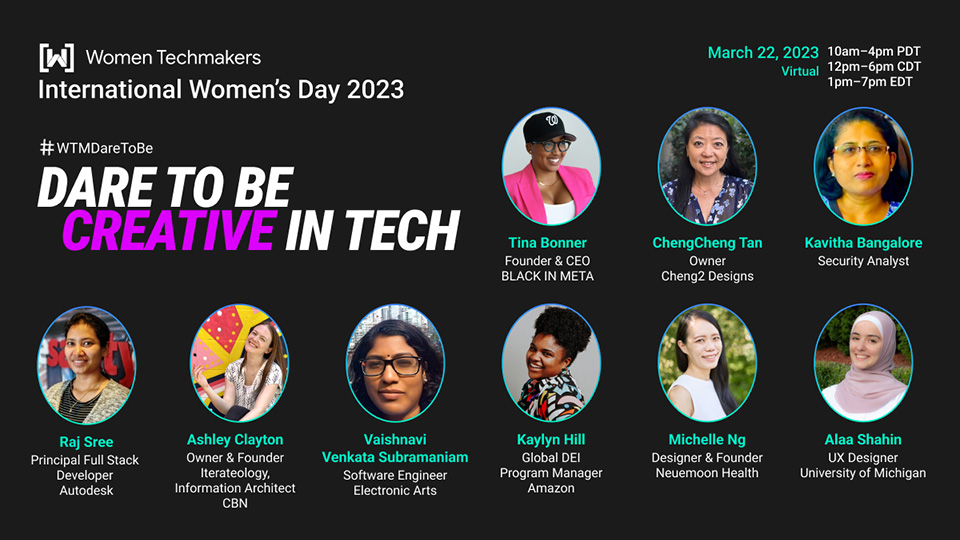 [W] Women Techmakers
International Women's Day 2023
March 22, 2023
Virtual
10am–4pm PDT
12pm–6pm CDT
1pm–7pm EDT
#WTMDareToBe
DARE TO BE
CREATIVE IN TECH
W
Tina Bonner
Founder & CEO
BLACK IN META
ChengCheng Tan
Owner
Cheng2 Designs
Kavitha Bangalore
Security Analyst
Raj Sree
Principal Full Stack
Developer
Autodesk
Ashley Clayton
Owner & Founder
Iterateology,
Information Architect
CBN
Vaishnavi
Venkata Subramaniam
Software Engineer
Electronic Arts
Kaylyn Hill
Global DEI
Program Manager
Amazon
Michelle Ng
Designer & Founder
Neuemoon Health
Alaa Shahin
UX Designer
University of Michigan